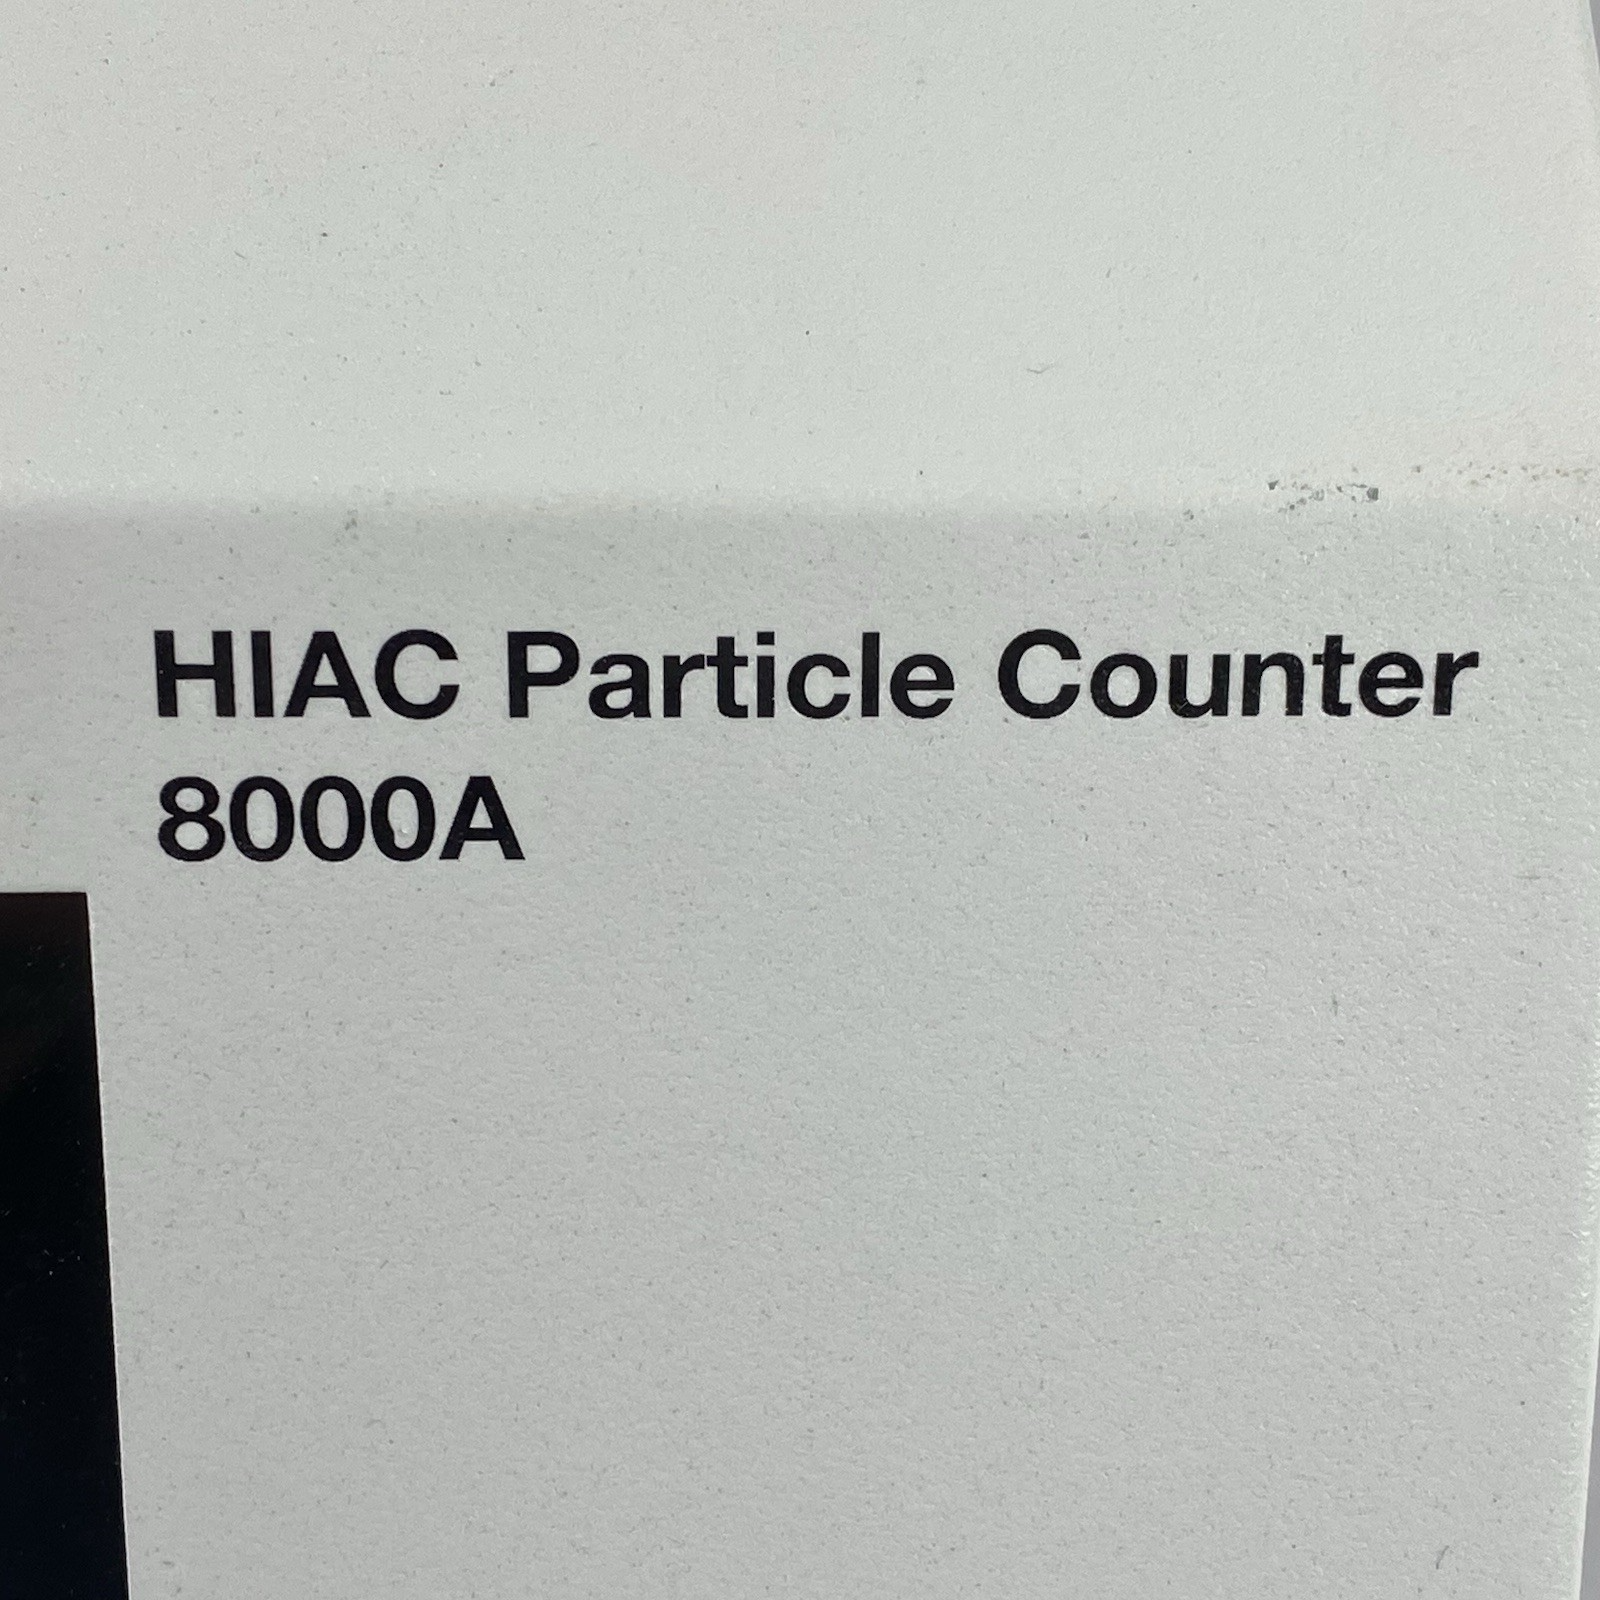 HIAC Particle Counter
8000A